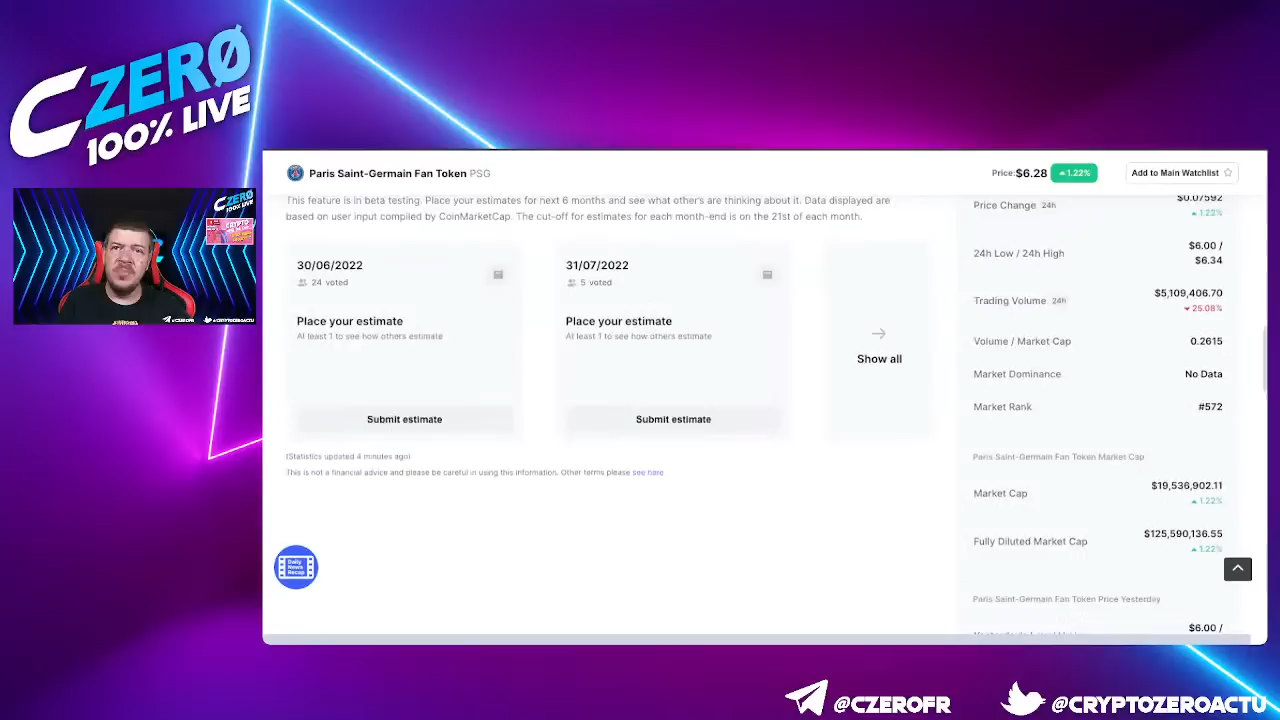 CZERØ
100% LIVE
Paris Saint-Germain Fan Token PSG
Price:$6.28 1.22%
Add to Main Watchlist
This feature is in beta testing. Place your estimates for next 6 months and see what other's are thinking about it. Data displayed are
based on user input compiled by CoinMarketCap. The cut-off for estimates for each month-end is on the 21st of each month.
30/06/2022
24 voted
Place your estimate
At least 1 to see how others estimate
Submit estimate
31/07/2022
5 voted
Place your estimate
At least 1 to see how others estimate
Submit estimate
Show all
(Statistics updated 4 minutes ago)
This is not a financial advice and please be careful in using this information. Other terms please see here
Daily
News
Recap
Price Change 24h
$0.07592
1.22%
24h Low / 24h High
$6.00 /
$6.34
Trading Volume 24h
$5,109,406.70
25.08%
Volume / Market Cap
0.2615
Market Dominance
No Data
Market Rank
#572
Paris Saint-Germain Fan Token Market Cap
Market Cap
$19,536,902.11
1.22%
Fully Diluted Market Cap
$125,590,136.55
1.22%
Paris Saint-Germain Fan Token Price Yesterday
$6.00 /
CZERØ
100% LIVE
CRYPTO
@CZEROFR
@CRYPTOZEROACTU
@CZEROFR
@CRYPTOZEROACTU